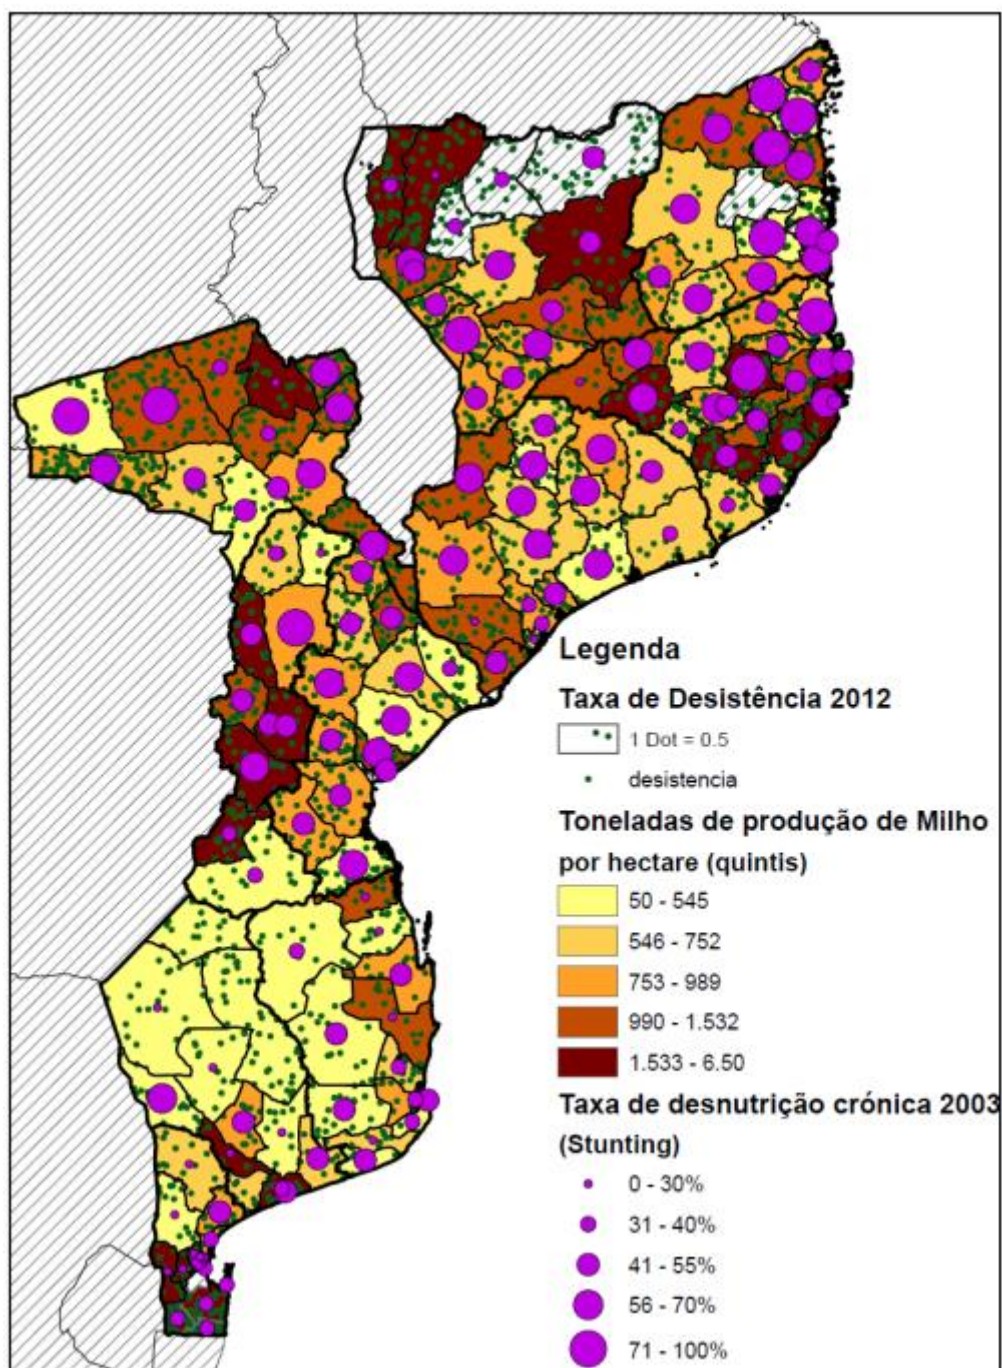 Legenda
Taxa de Desistência 2012
1 Dot = 0.5
desistencia
Toneladas de produção de Milho
por hectare (quintis)
50 - 545
546 - 752
753 - 989
990 - 1.532
1.533 - 6.50
Taxa de desnutrição crónica 2003
(Stunting)
0 - 30%
31 - 40%
41 - 55%
56 - 70%
71 - 100%